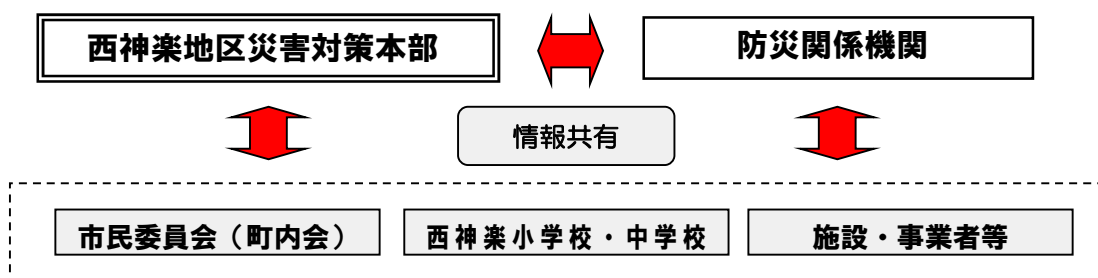 西神楽地区災害対策本部
防災関係機関
情報共有
市民委員会（町内会）
西神楽小学校・中学校
施設・事業者等